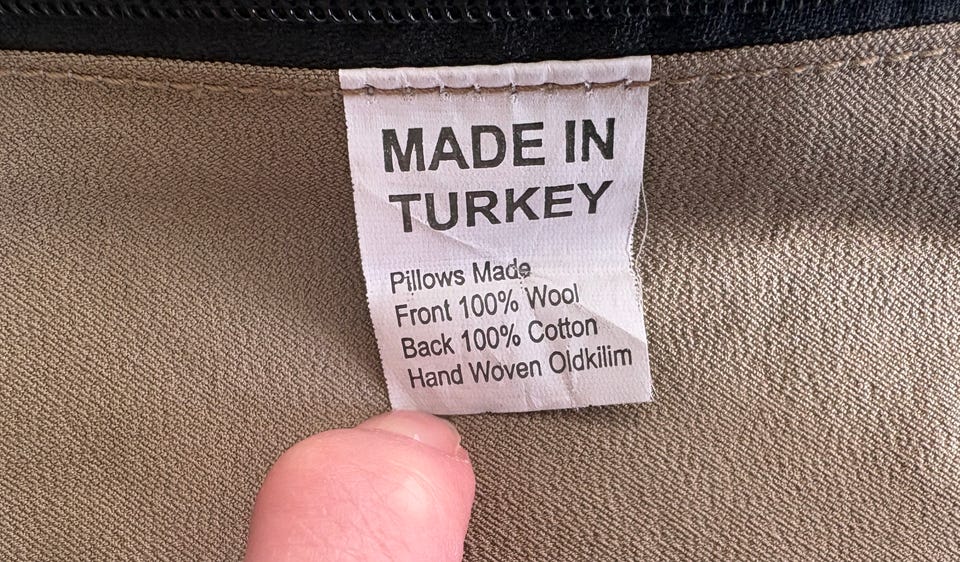 MADE IN
TURKEY
Pillows Made
Front 100% Wool
Back 100% Cotton
Hand Woven Oldkilim